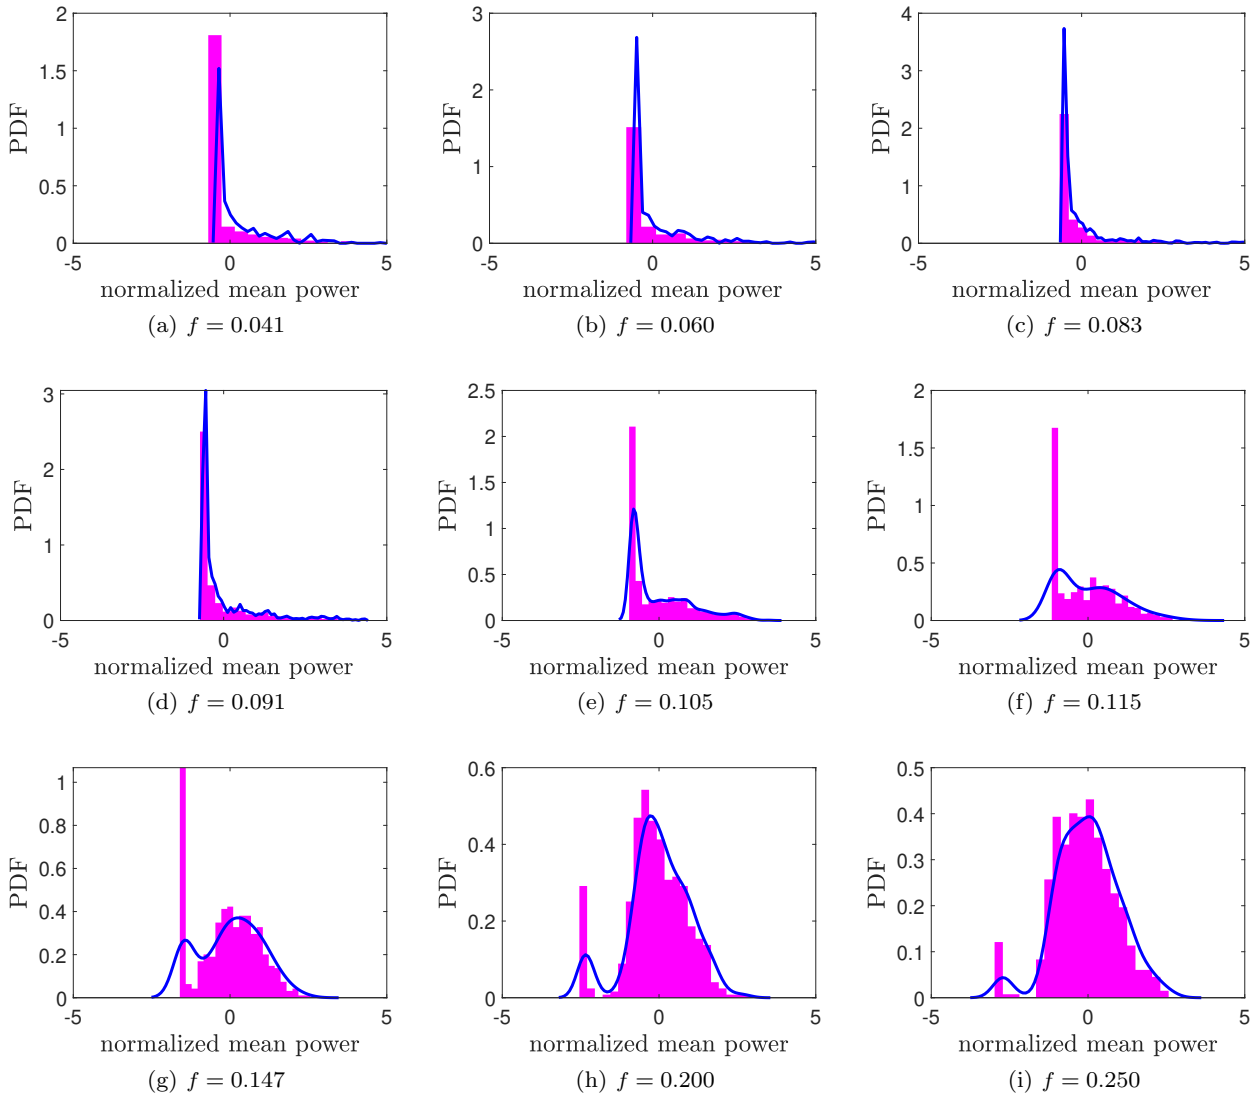 2
1.5
1
0.5
0
-5 0 5
PDF
normalized mean power
(a) f = 0.041
3
2
1
0
-5 0 5
PDF
normalized mean power
(b) f = 0.060
4
3
2
1
0
-5 0 5
PDF
normalized mean power
(c) f = 0.083
3
2
1
0
-5 0 5
PDF
normalized mean power
(d) f = 0.091
2.5
2
1.5
1
0.5
0
-5 0 5
PDF
normalized mean power
(e) f = 0.105
2
1.5
1
0.5
0
-5 0 5
PDF
normalized mean power
(f) f = 0.115
1
0.8
0.6
0.4
0.2
0
-5 0 5
PDF
normalized mean power
(g) f = 0.147
0.6
0.4
0.2
0
-5 0 5
PDF
normalized mean power
(h) f = 0.200
0.5
0.4
0.3
0.2
0.1
0
-5 0 5
PDF
normalized mean power
(i) f = 0.250